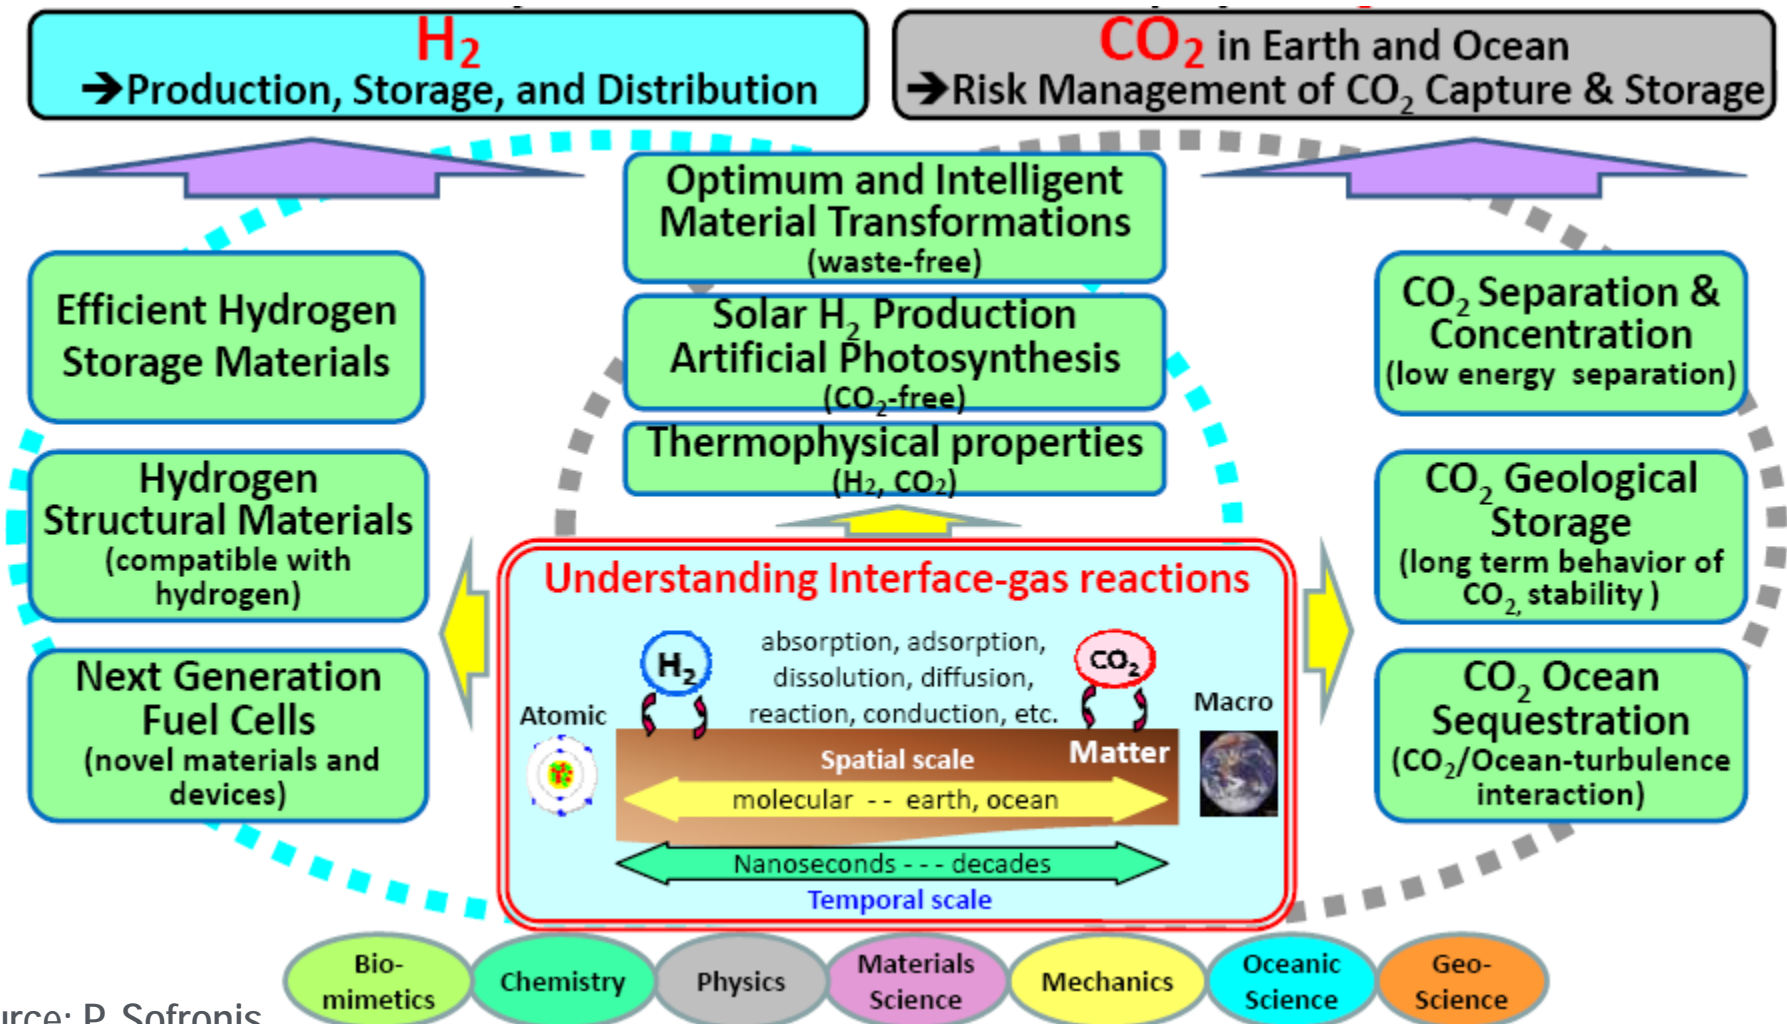 H₂
➔Production, Storage, and Distribution
CO₂ in Earth and Ocean
➔Risk Management of CO₂ Capture & Storage
Optimum and Intelligent
Material Transformations
(waste-free)
Solar H₂ Production
Artificial Photosynthesis
(CO₂-free)
Thermophysical properties
(H₂, CO₂)
Efficient Hydrogen
Storage Materials
Hydrogen
Structural Materials
(compatible with
hydrogen)
Next Generation
Fuel Cells
(novel materials and
devices)
CO₂ Separation &
Concentration
(low energy separation)
CO₂ Geological
Storage
(long term behavior of
CO₂, stability )
CO₂ Ocean
Sequestration
(CO₂/Ocean-turbulence
interaction)
Understanding Interface-gas reactions
H₂
absorption, adsorption,
dissolution, diffusion,
reaction, conduction, etc.
CO₂
Atomic
Macro
Matter
Spatial scale
molecular -- earth, ocean
Nanoseconds --- decades
Temporal scale
Bio-
mimetics
Chemistry
Physics
Materials
Science
Mechanics
Oceanic
Science
Geo-
Science
urce: P. Sofronis